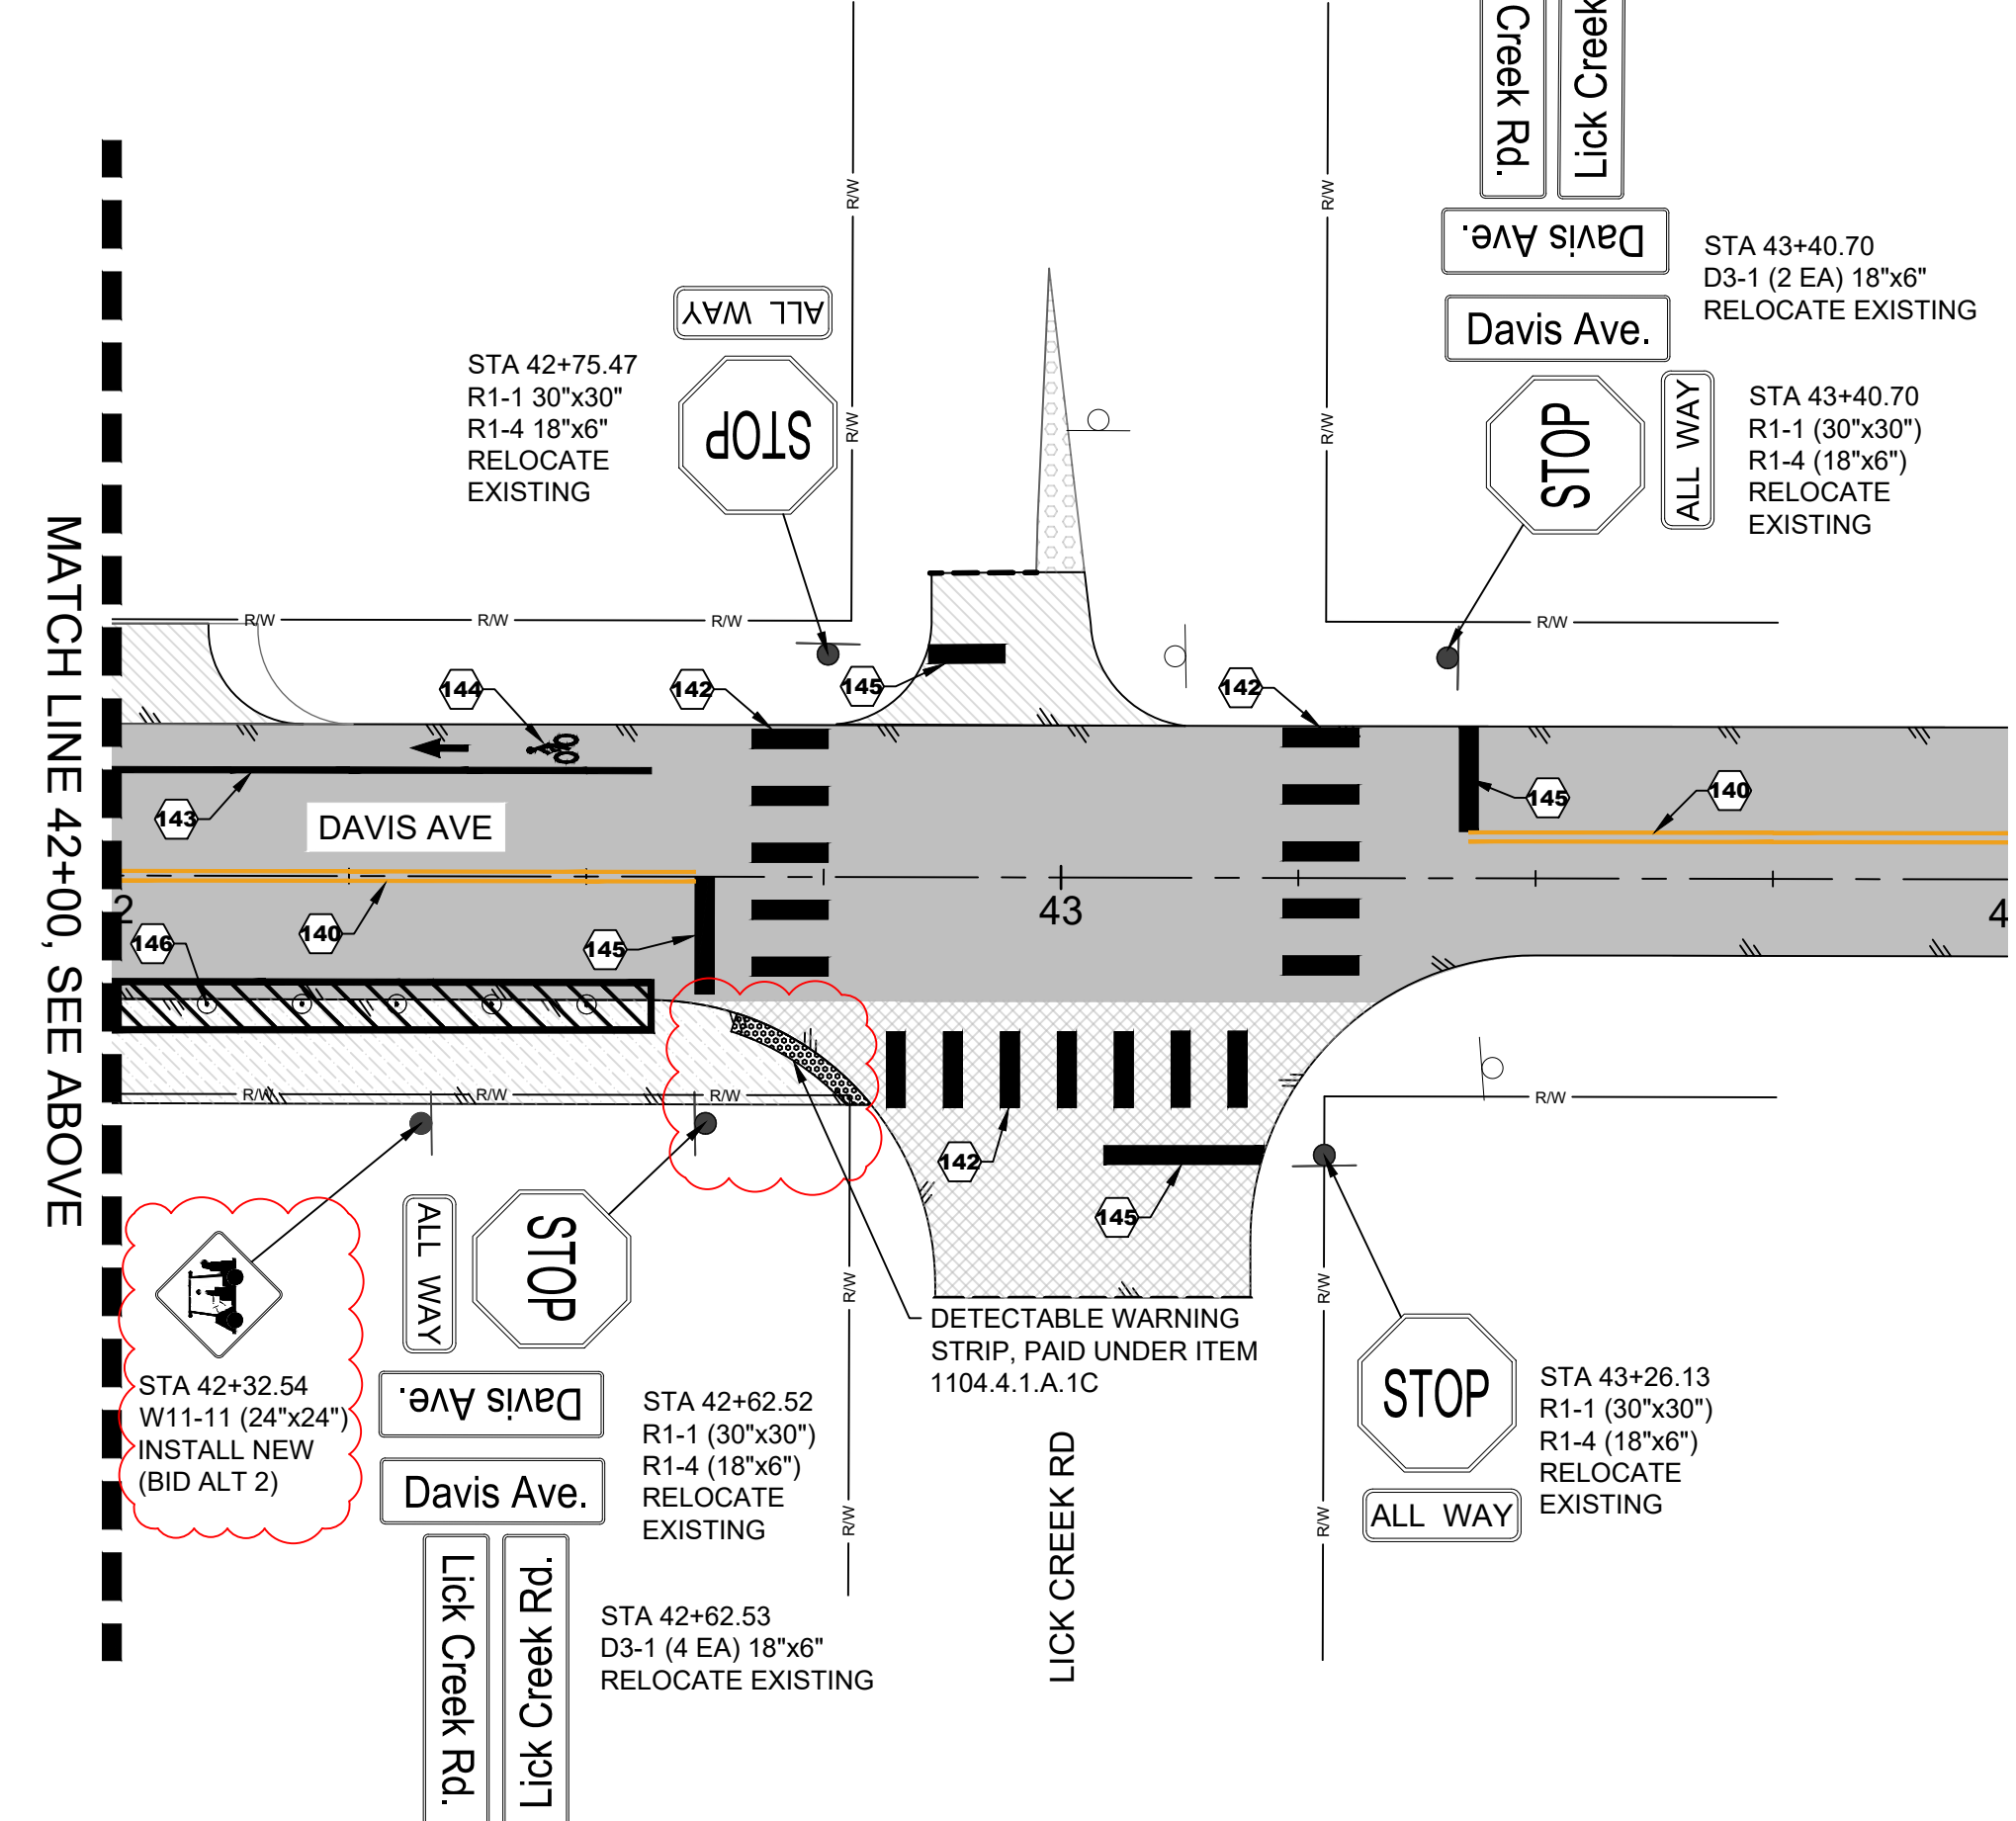 Creek Rd.
Lick Creek
Davis Ave.
Davis Ave.
STA 43+40.70
D3-1 (2 EA) 18"x6"
RELOCATE EXISTING
STOP
ALL WAY
STA 43+40.70
R1-1 (30"x30")
R1-4 (18"x6")
RELOCATE
EXISTING
ALL WAY
STOP
STA 42+75.47
R1-1 30"x30"
R1-4 18"x6"
RELOCATE
EXISTING
R/W
R/W
R/W
R/W
R/W
R/W
R/W
R/W
MATCH LINE 42+00, SEE ABOVE
144
142
145
142
143
DAVIS AVE
145
140
2
43
4
146
140
145
R/W
R/W
R/W
R/W
142
145
R/W
R/W
R/W
R/W
STA 42+32.54
W11-11 (24"x24")
INSTALL NEW
(BID ALT 2)
ALL WAY
STOP
Davis Ave.
Davis Ave.
Lick Creek Rd.
Lick Creek Rd.
STA 42+62.52
R1-1 (30"x30")
R1-4 (18"x6")
RELOCATE
EXISTING
STA 42+62.53
D3-1 (4 EA) 18"x6"
RELOCATE EXISTING
DETECTABLE WARNING
STRIP, PAID UNDER ITEM
1104.4.1.A.1C
LICK CREEK RD
STOP
ALL WAY
STA 43+26.13
R1-1 (30"x30")
R1-4 (18"x6")
RELOCATE
EXISTING